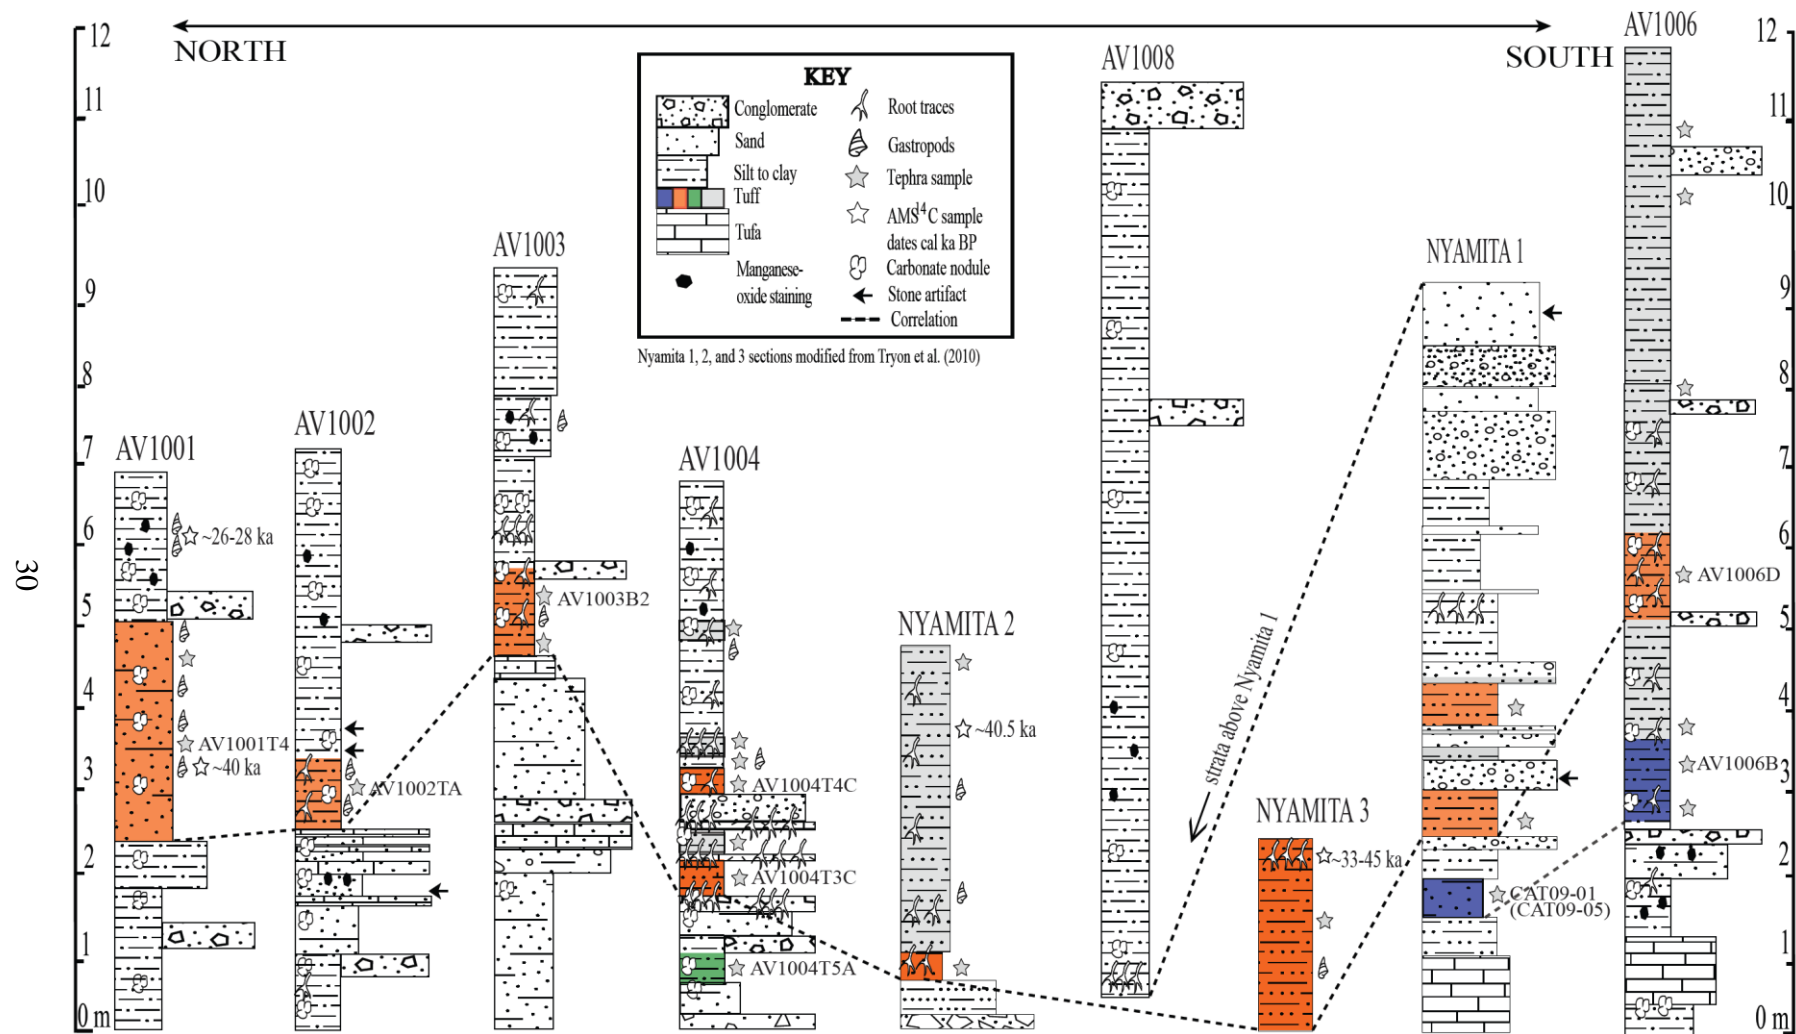 12
NORTH
AV1006
12
SOUTH
11
10
9
8
7
6
5
4
3
2
1
0 m
11
10
9
8
7
6
5
4
3
2
1
0 m
30
KEY
Conglomerate
Sand
Silt to clay
Tuff
Tufa
Manganese-
oxide staining
Root traces
Gastropods
Tephra sample
AMS14C sample
dates cal ka BP
Carbonate nodule
Stone artifact
Correlation
Nyamita 1, 2, and 3 sections modified from Tryon et al. (2010)
AV1001
~26-28 ka
AV1001T4
~40 ka
AV1002
AV1002TA
AV1003
AV1003B2
AV1004
AV1004T4C
AV1004T3C
AV1004T5A
NYAMITA 2
~40.5 ka
AV1008
strata above Nyamita 1
NYAMITA 3
~33-45 ka
NYAMITA 1
CAT09-01
(CAT09-05)
AV1006D
AV1006B